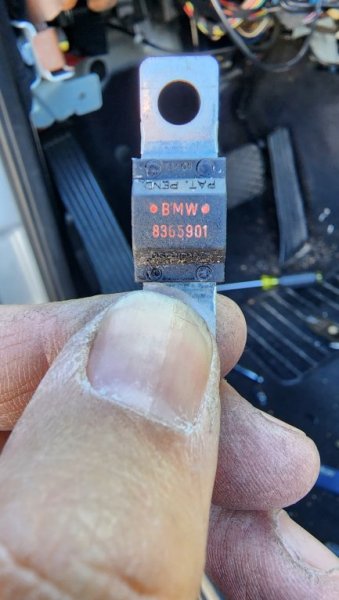 PAT. PEND.
•BMW•
8365901